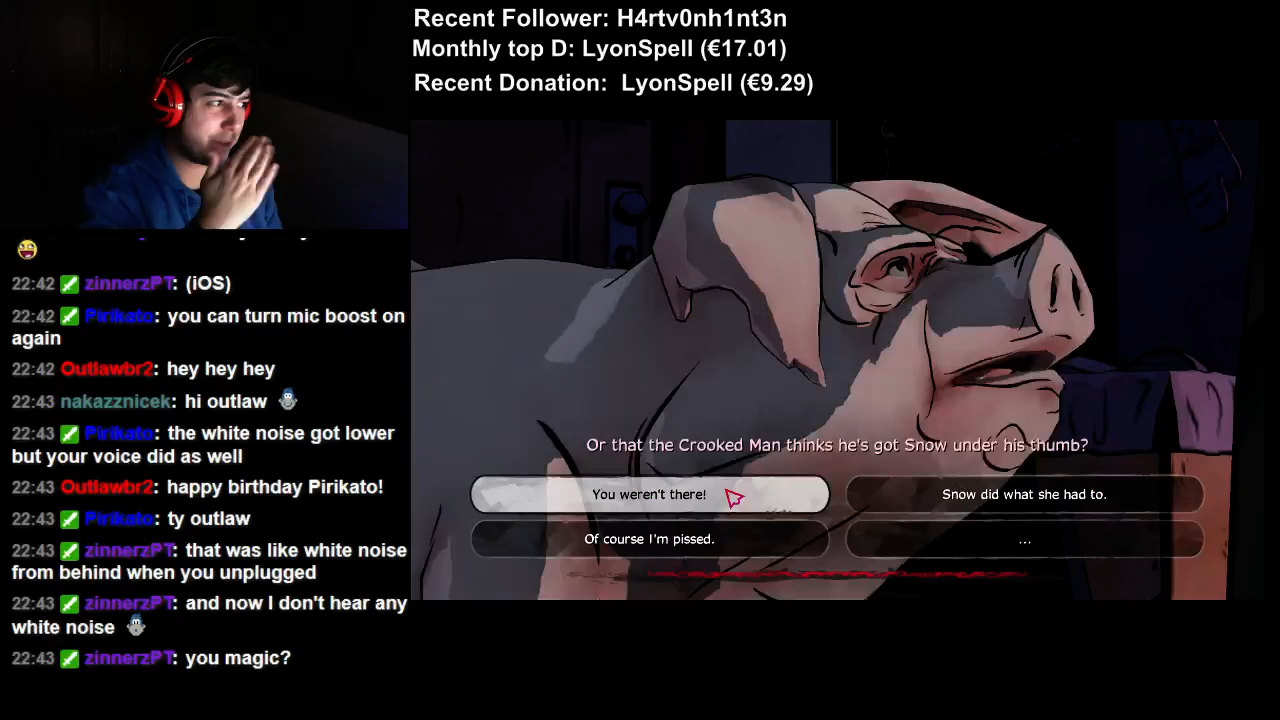 Recent Follower: H4rtv0nh1nt3n
Monthly top D: LyonSpell (€17.01)
Recent Donation: LyonSpell (€9.29)
22:42 zinnerzPT: (iOS)
22:42 Pirikato: you can turn mic boost on
again
22:42 Outlawbr2: hey hey hey
22:43 nakazznicek: hi outlaw
22:43 Pirikato: the white noise got lower
but your voice did as well
22:43 Outlawbr2: happy birthday Pirikato!
22:43 Pirikato: ty outlaw
22:43 zinnerzPT: that was like white noise
from behind when you unplugged
22:43 zinnerzPT: and now I don't hear any
white noise
22:43 zinnerzPT: you magic?
Or that the Crooked Man thinks he's got Snow under his thumb?
You weren't there!
Snow did what she had to.
Of course I'm pissed.
...